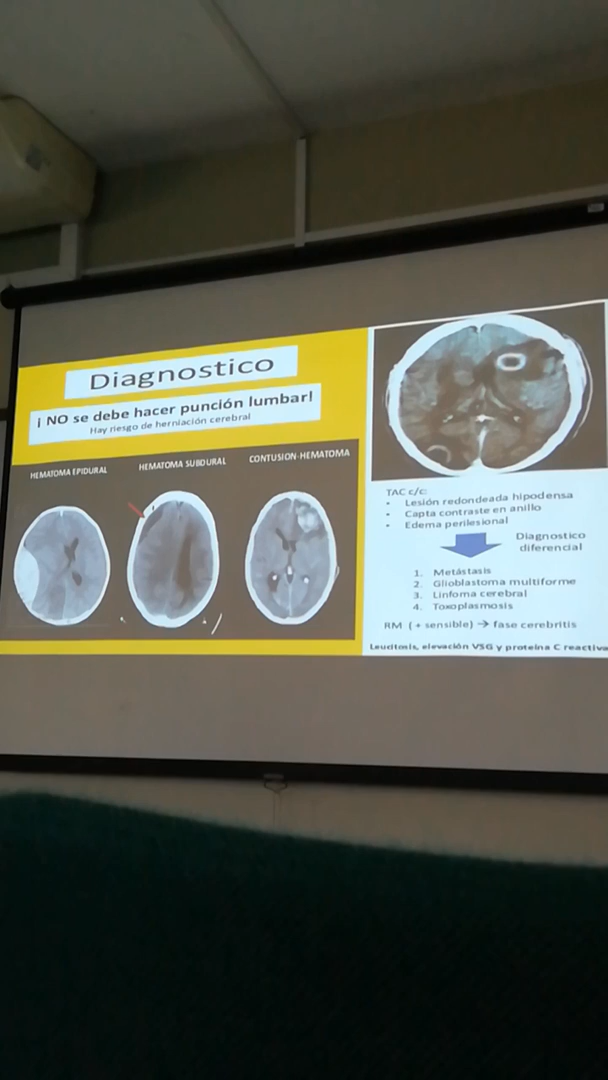 Diagnostico
¡ NO se debe hacer punción lumbar!
Hay riesgo de herniación cerebral
HEMATOMA EPIDURAL
HEMATOMA SUBDURAL
CONTUSION-HEMATOMA
TAC c/c:
• Lesión redondeada hipodensa
• Capta contraste en anillo
• Edema perilesional
Diagnostico
diferencial
1. Metástasis
2. Glioblastoma multiforme
3. Linfoma cerebral
4. Toxoplasmosis
RM ( + sensible) → fase cerebritis
Leucitosis, elevación VSG y proteina C reactiva